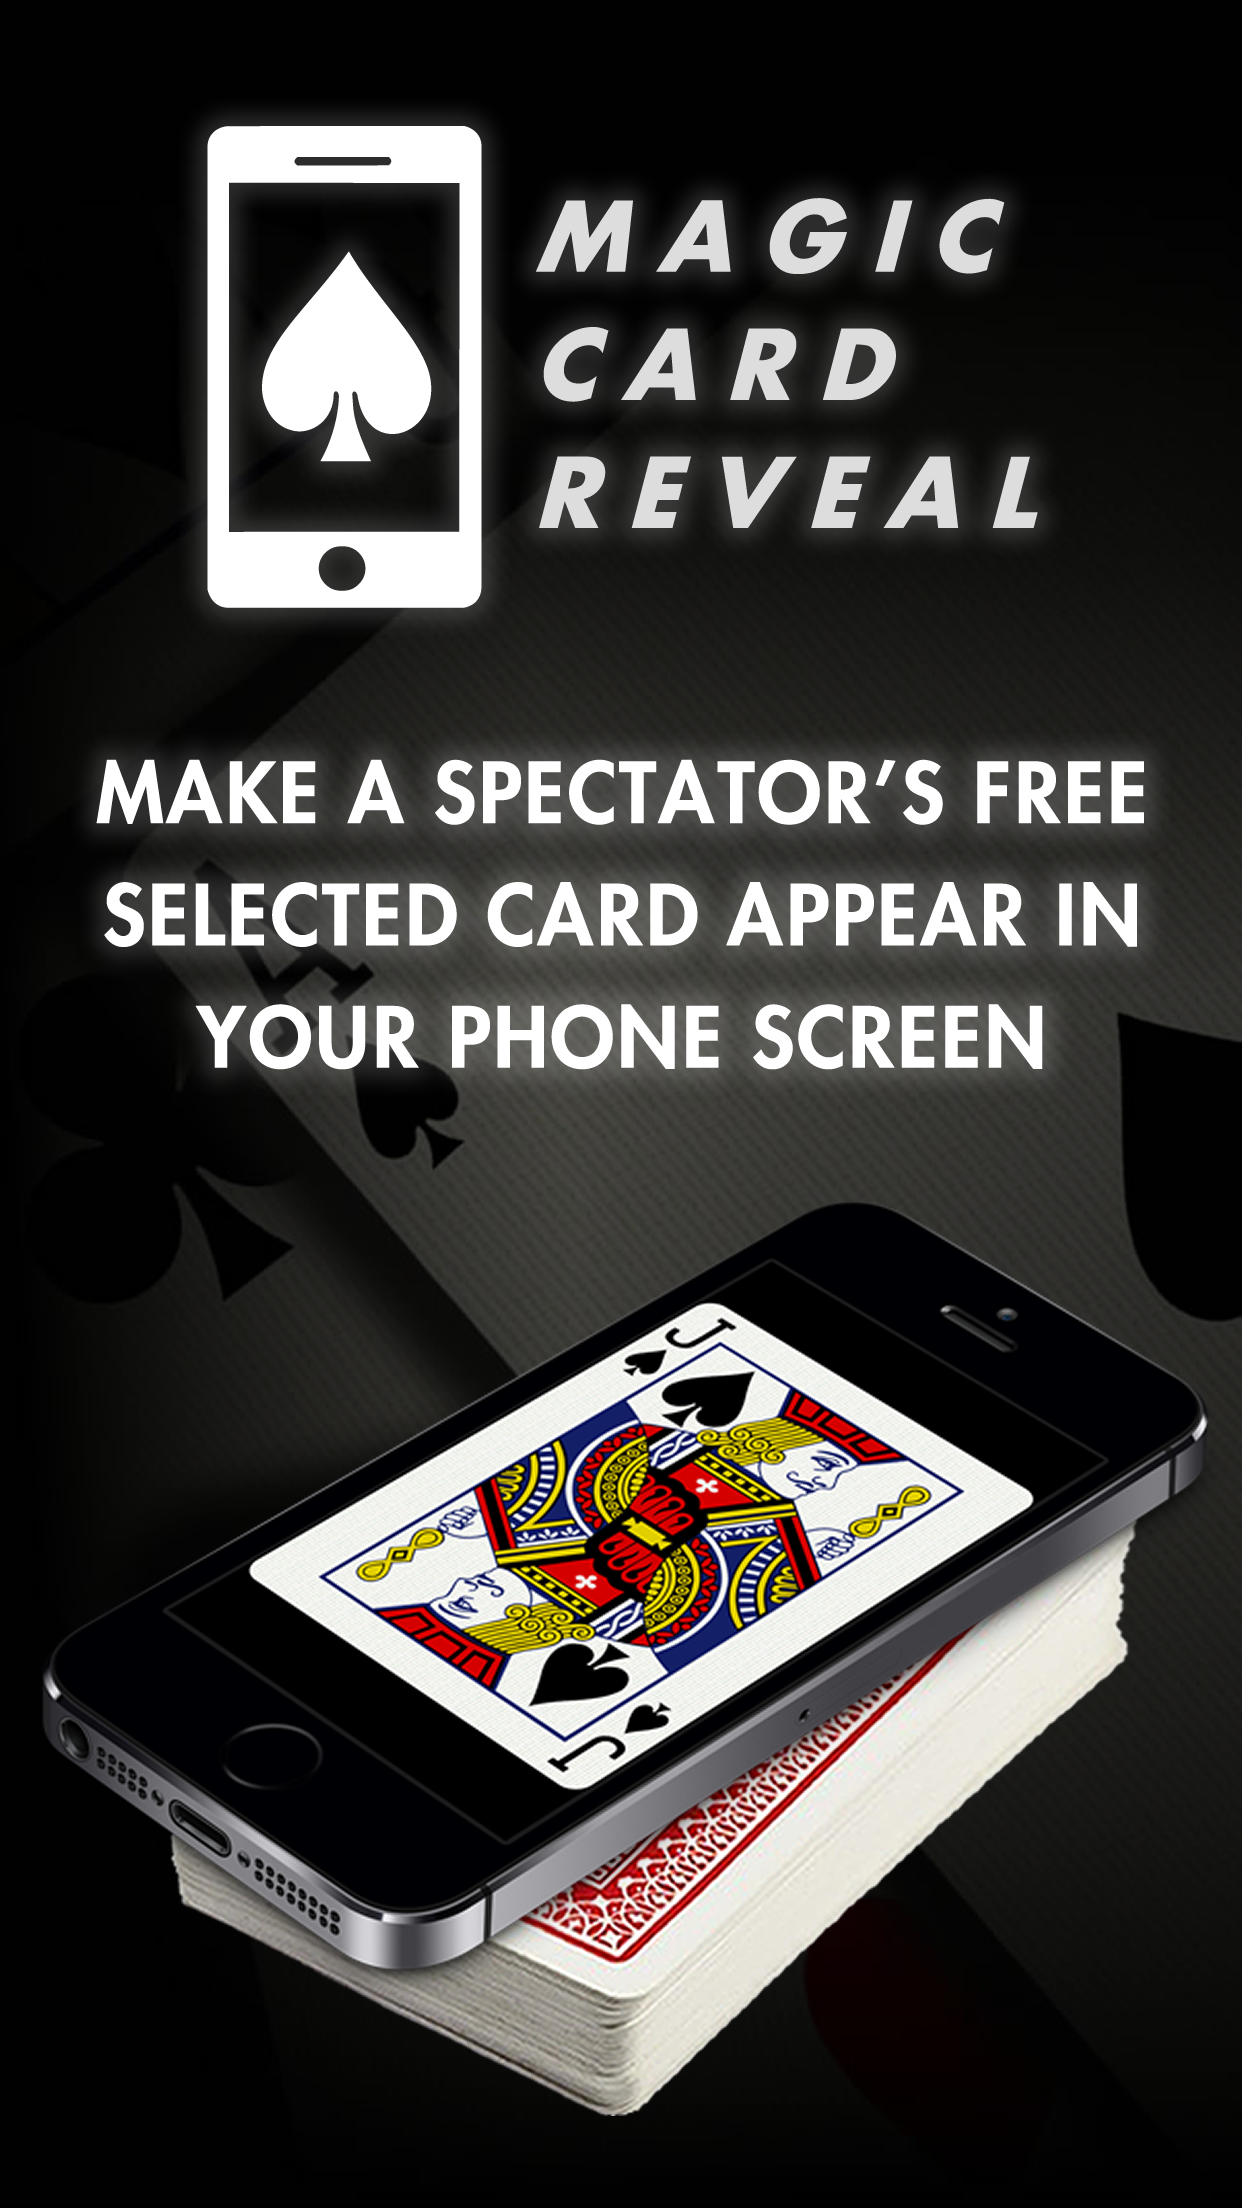 MAGIC
CARD
REVEAL
MAKE A SPECTATOR’S FREE
SELECTED CARD APPEAR IN
YOUR PHONE SCREEN
A
J
J